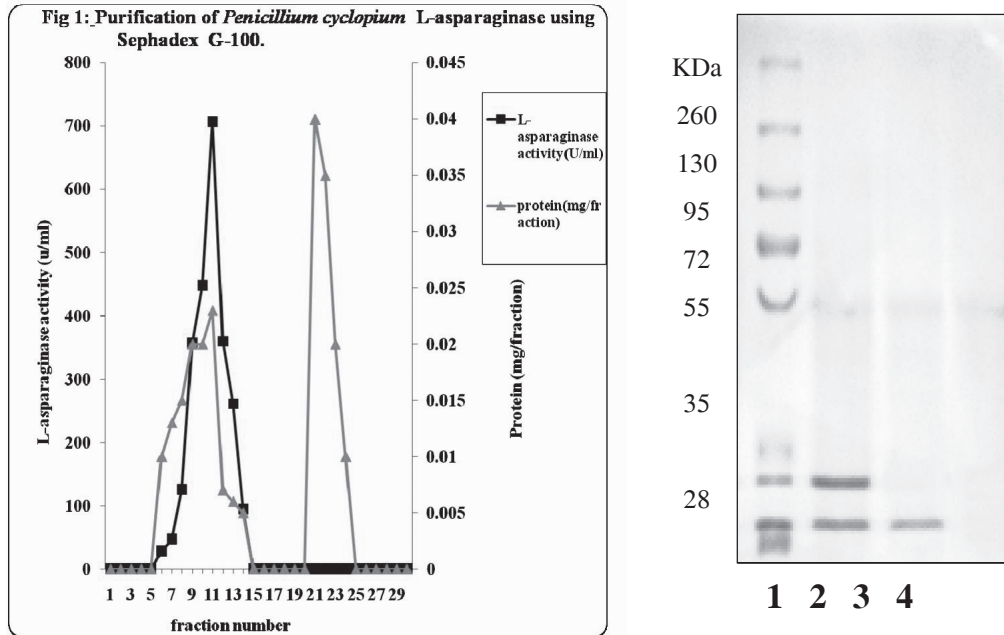 Fig 1: Purification of Penicillium cyclopium L-asparaginase using
Sephadex G-100.
800
700
600
500
400
300
200
100
0
L-asparaginase activity (u/ml)
0.045
0.04
0.035
0.03
0.025
0.02
0.015
0.01
0.005
0
Protein (mg/fraction)
1 3 5 7 9 11 13 15 17 19 21 23 25 27 29
fraction number
L-
asparaginase
activity(U/ml)
protein(mg/fr
action)
KDa
260
130
95
72
55
35
28
1 2 3 4